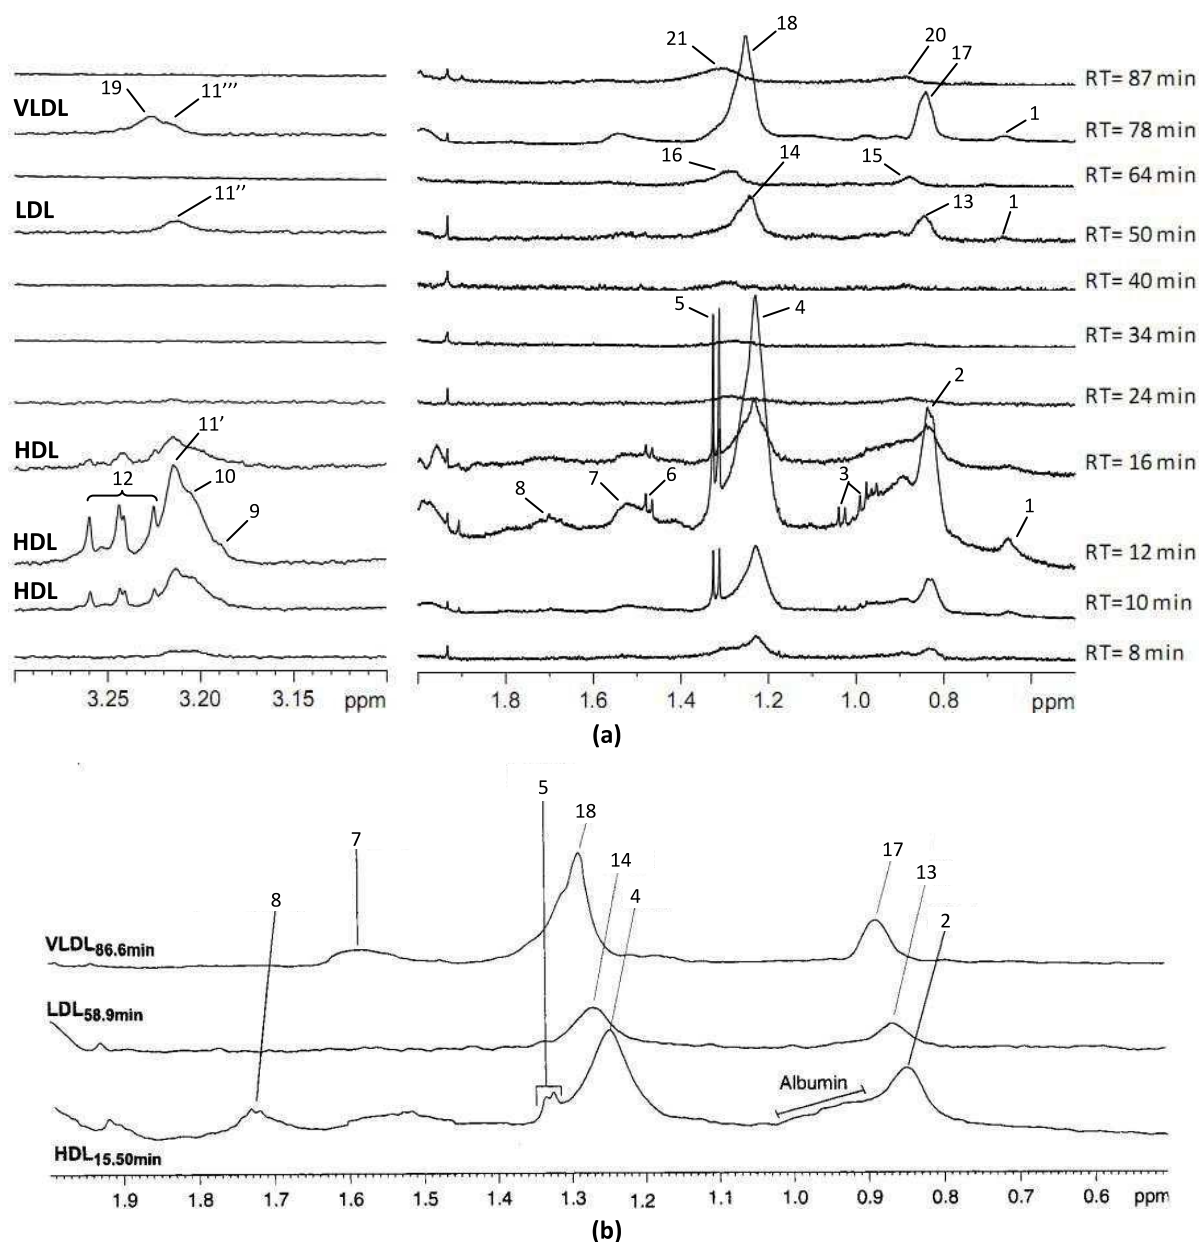 18
21
20
17
19
11'''
RT= 87 min
VLDL
1
RT= 78 min
16
14
15
RT= 64 min
11''
LDL
13
1
RT= 50 min
RT= 40 min
5
4
RT= 34 min
2
RT= 24 min
11'
HDL
RT= 16 min
12
10
8
7
6
3
9
1
HDL
RT= 12 min
HDL
RT=10 min
RT= 8 min
3.25 3.20 3.15 ppm 1.8 1.6 1.4 1.2 1.0 0.8 ppm
(a)
5
18
7
14
17
13
8
4
2
VLDL86.6min
LDL58.9min
Albumin
HDL15.50min
1.9 1.8 1.7 1.6 1.5 1.4 1.3 1.2 1.1 1.0 0.9 0.8 0.7 0.6 ppm
(b)